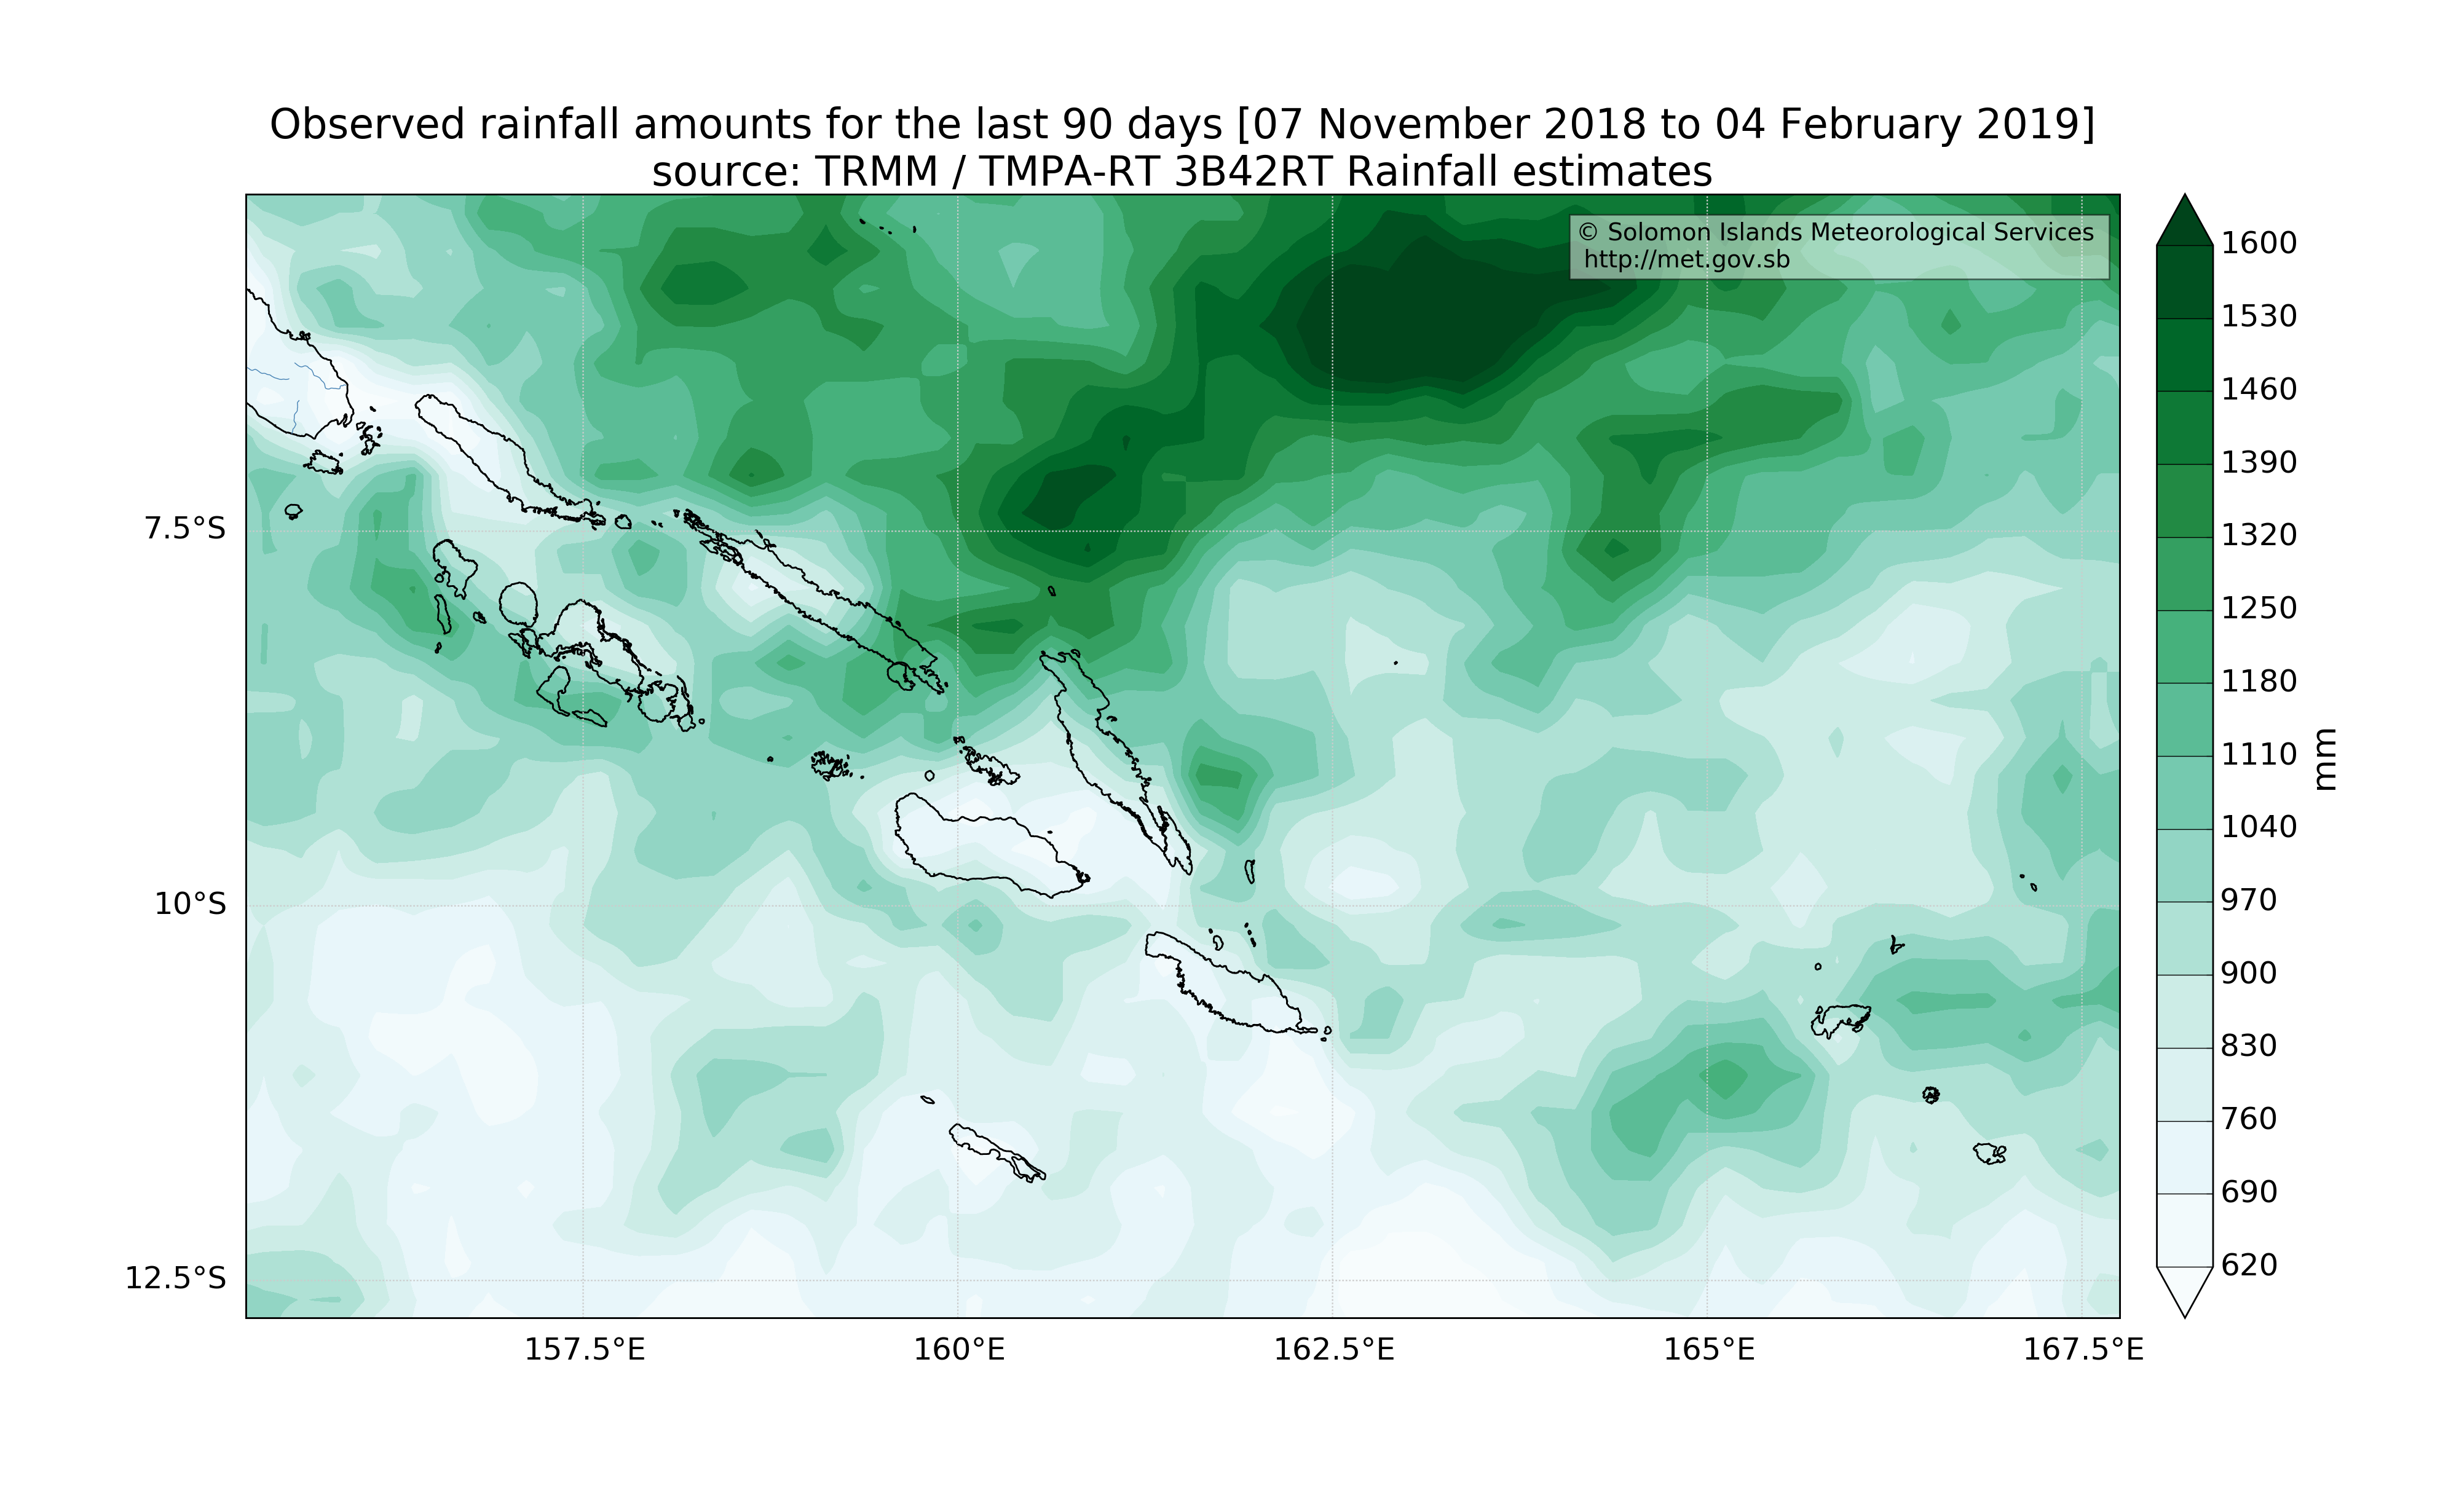 Observed rainfall amounts for the last 90 days [07 November 2018 to 04 February 2019]
source: TRMM / TMPA-RT 3B42RT Rainfall estimates
© Solomon Islands Meteorological Services
http://met.gov.sb
7.5°S
10°S
12.5°S
157.5°E
160°E
162.5°E
165°E
167.5°E
1600
1530
1460
1390
1320
1250
1180
1110
1040
970
900
830
760
690
620
mm